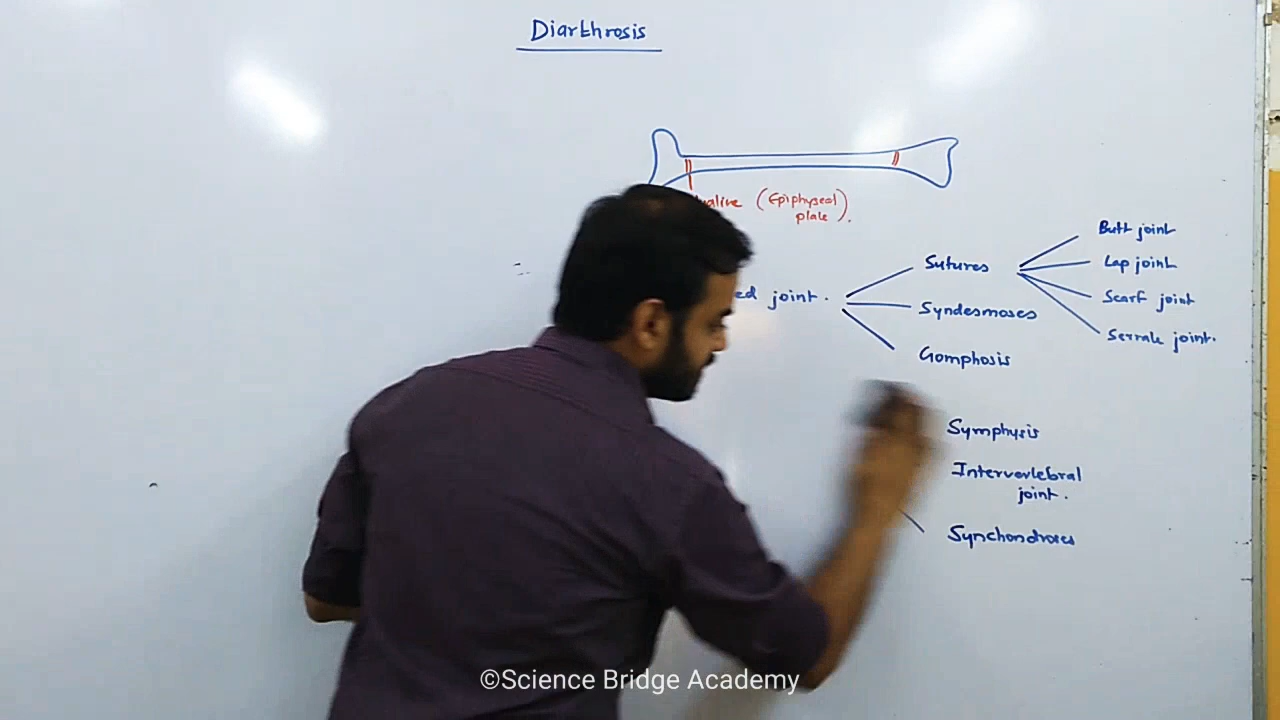 Diarthrosis
(Epiphyseal
plate).
joint.
Sutures
Syndesmoses
Gomphosis
Butt joint
Lap joint
Scarf joint
Serrate joint.
Symphysis
Intervertebral
joint.
Synchondroses
©Science Bridge Academy